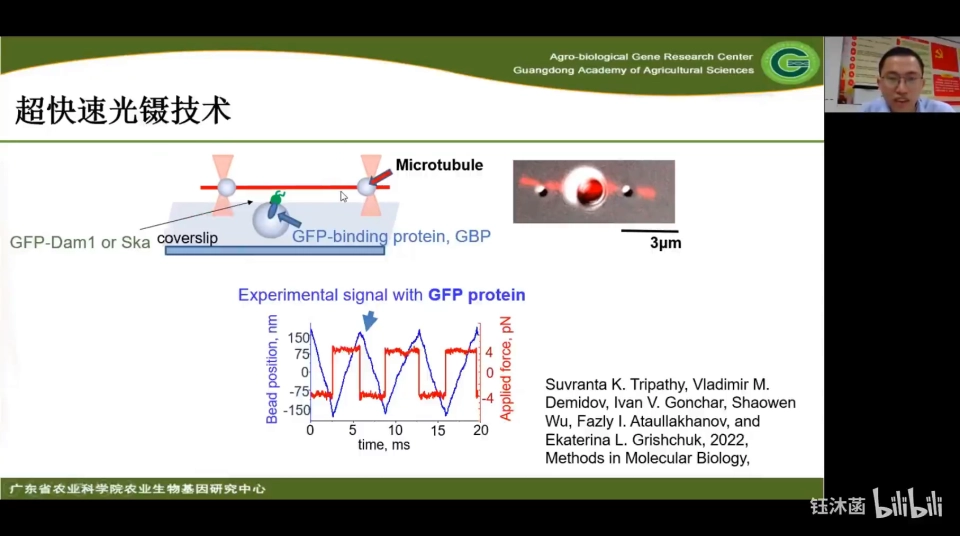 Agro-biological Gene Research Center
Guangdong Academy of Agricultural Sciences
超快速光镊技术
Microtubule
GFP-Dam1 or Ska
coverslip
GFP-binding protein, GBP
3μm
Experimental signal with GFP protein
Bead position, nm
150
75
0
-75
-150
0 5 10 15 20
time, ms
4
0
-4
Applied force, pN
Suvranta K. Tripathy, Vladimir M.
Demidov, Ivan V. Gonchar, Shaowen
Wu, Fazly I. Ataullakhanov, and
Ekaterina L. Grishchuk, 2022,
Methods in Molecular Biology,
广东省农业科学院农业生物基因研究中心
钰沐菡 bilibili